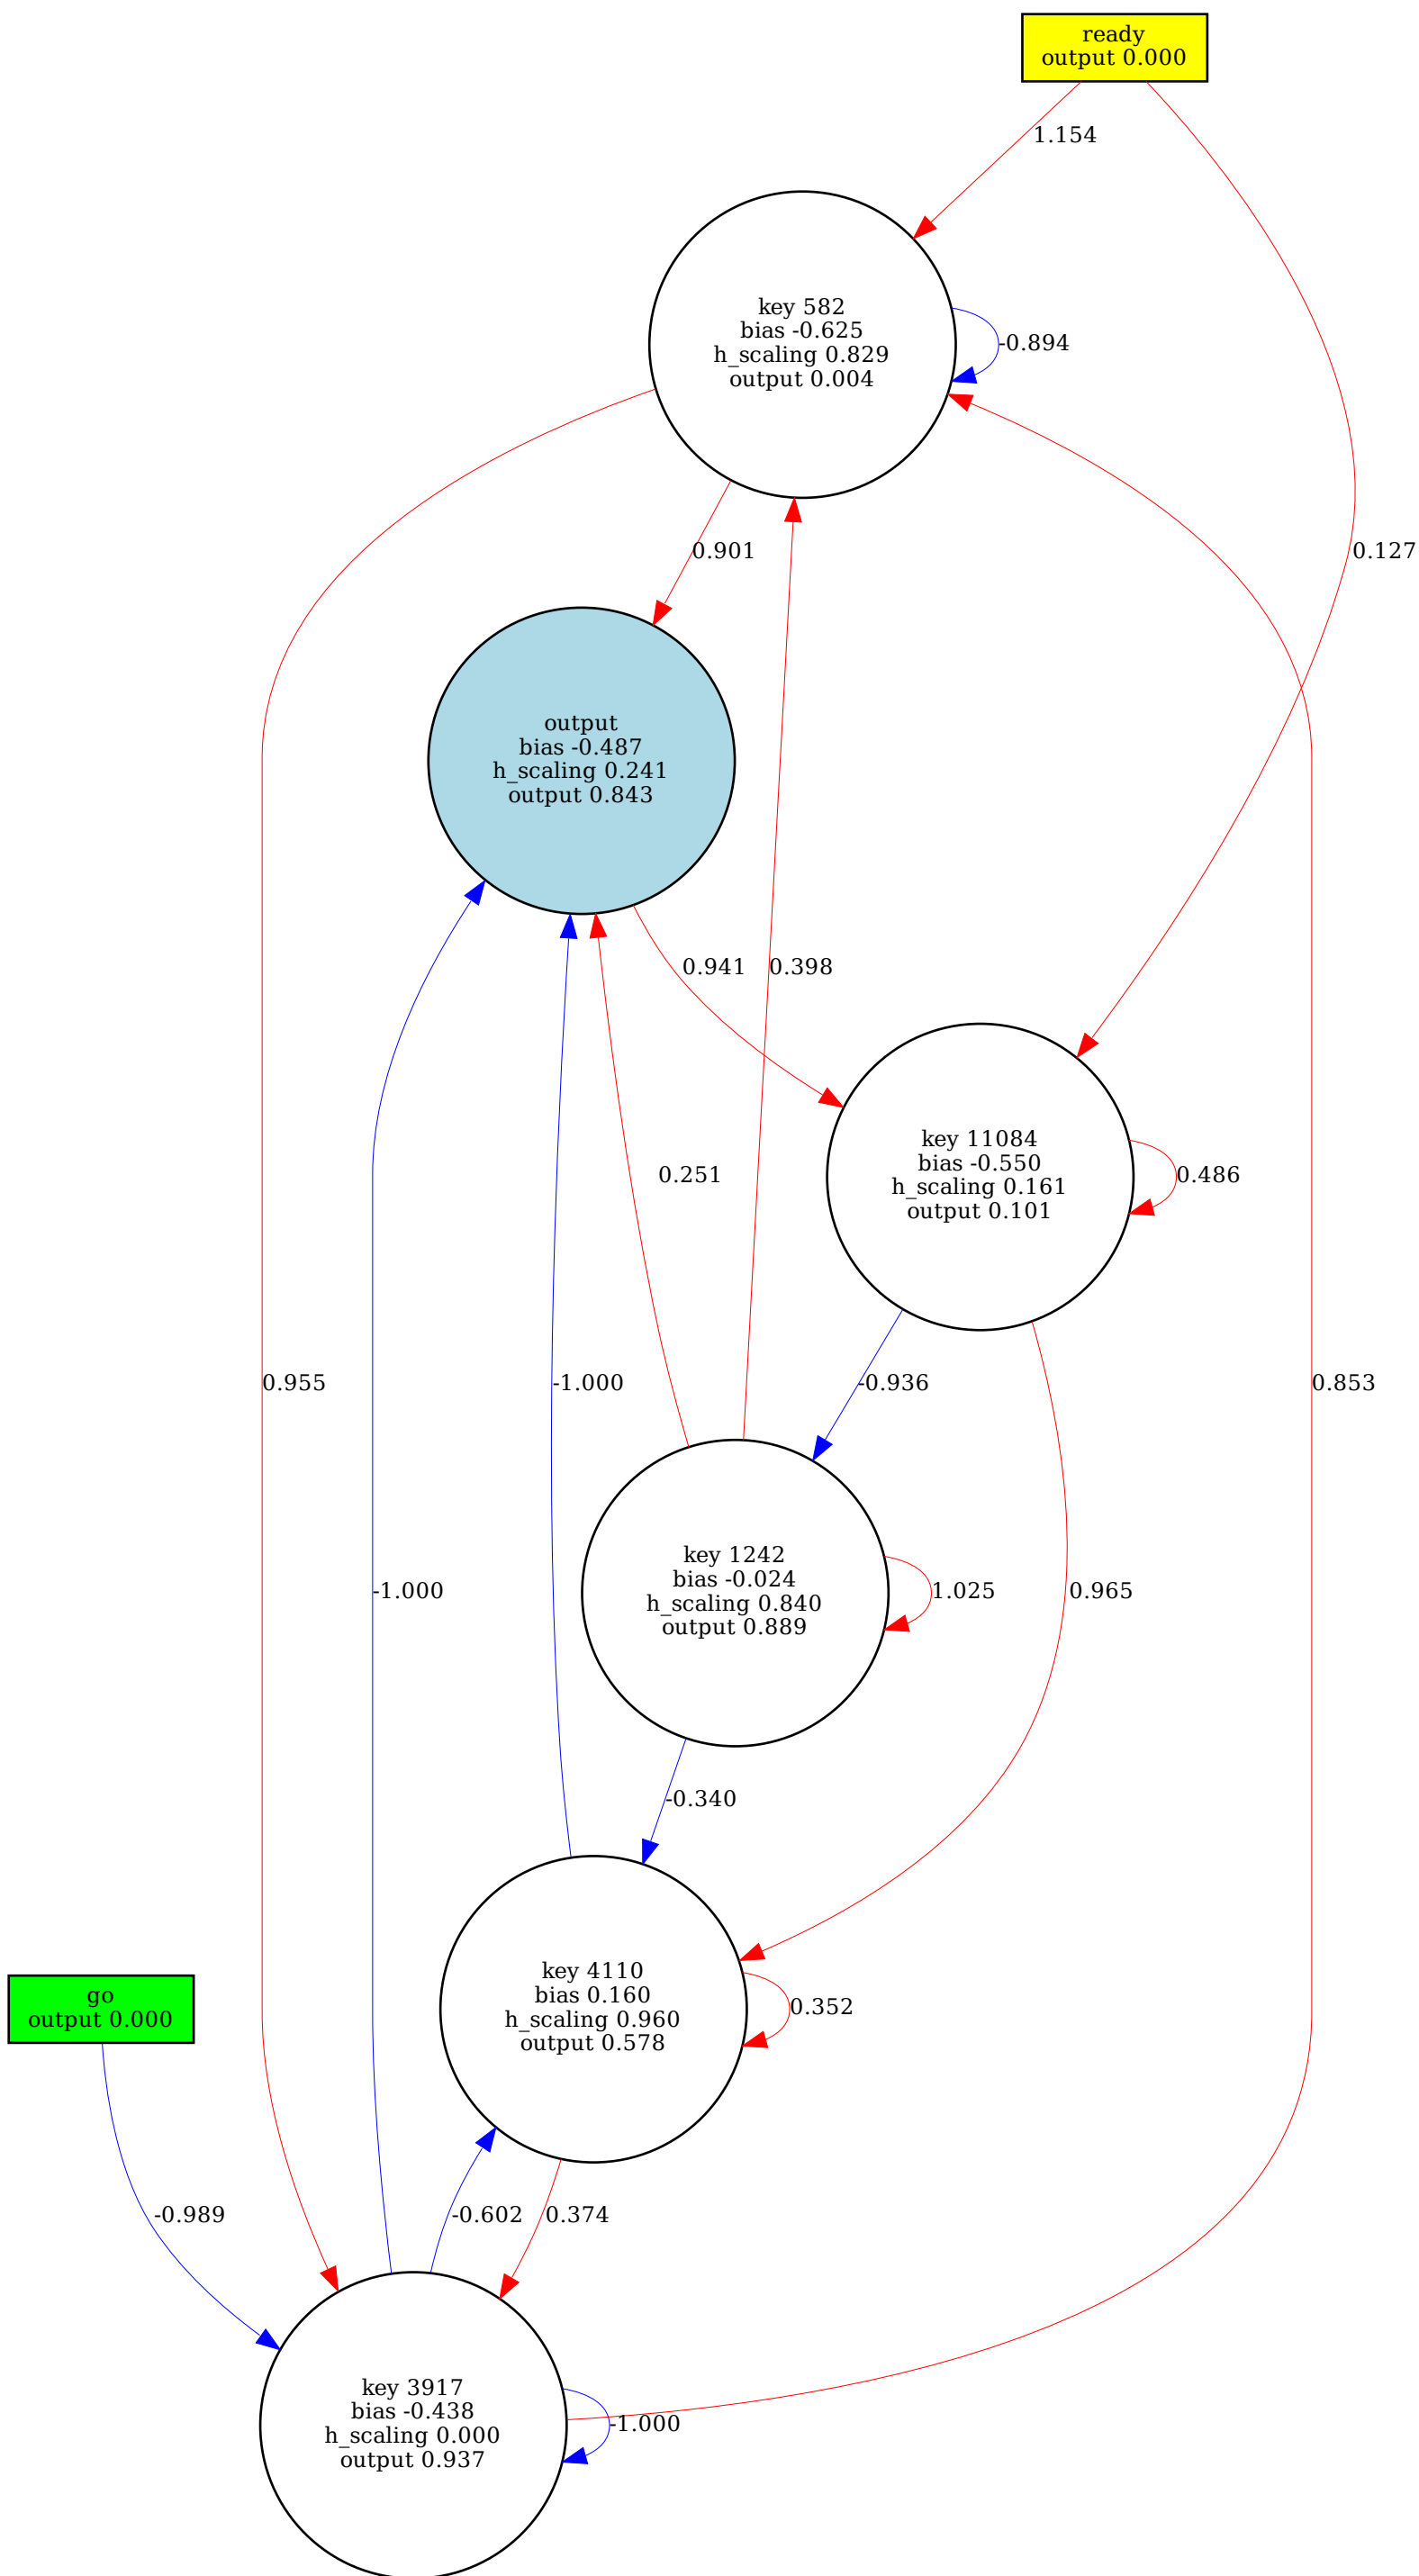 ready
output 0.000
1.154
key 582
bias -0.625
h_scaling 0.829
output 0.004
-0.894
0.901
0.127
output
bias -0.487
h_scaling 0.241
output 0.843
0.941
0.398
key 11084
bias -0.550
h_scaling 0.161
output 0.101
0.251
0.486
0.955
-1.000
-0.936
0.853
key 1242
bias -0.024
h_scaling 0.840
output 0.889
-1.000
1.025
0.965
-0.340
key 4110
bias 0.160
h_scaling 0.960
output 0.578
go
output 0.000
0.352
-0.989
-0.602
0.374
key 3917
bias -0.438
h_scaling 0.000
output 0.937
-1.000